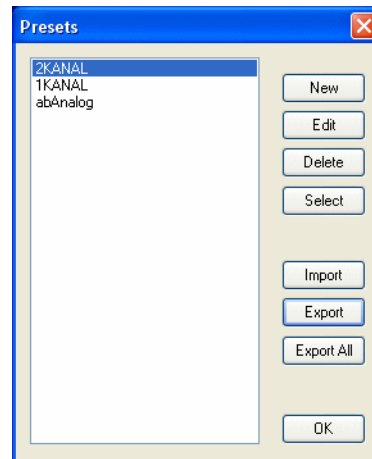 Presets
2KANAL
1KANAL
abAnalog
New
Edit
Delete
Select
Import
Export
Export All
OK